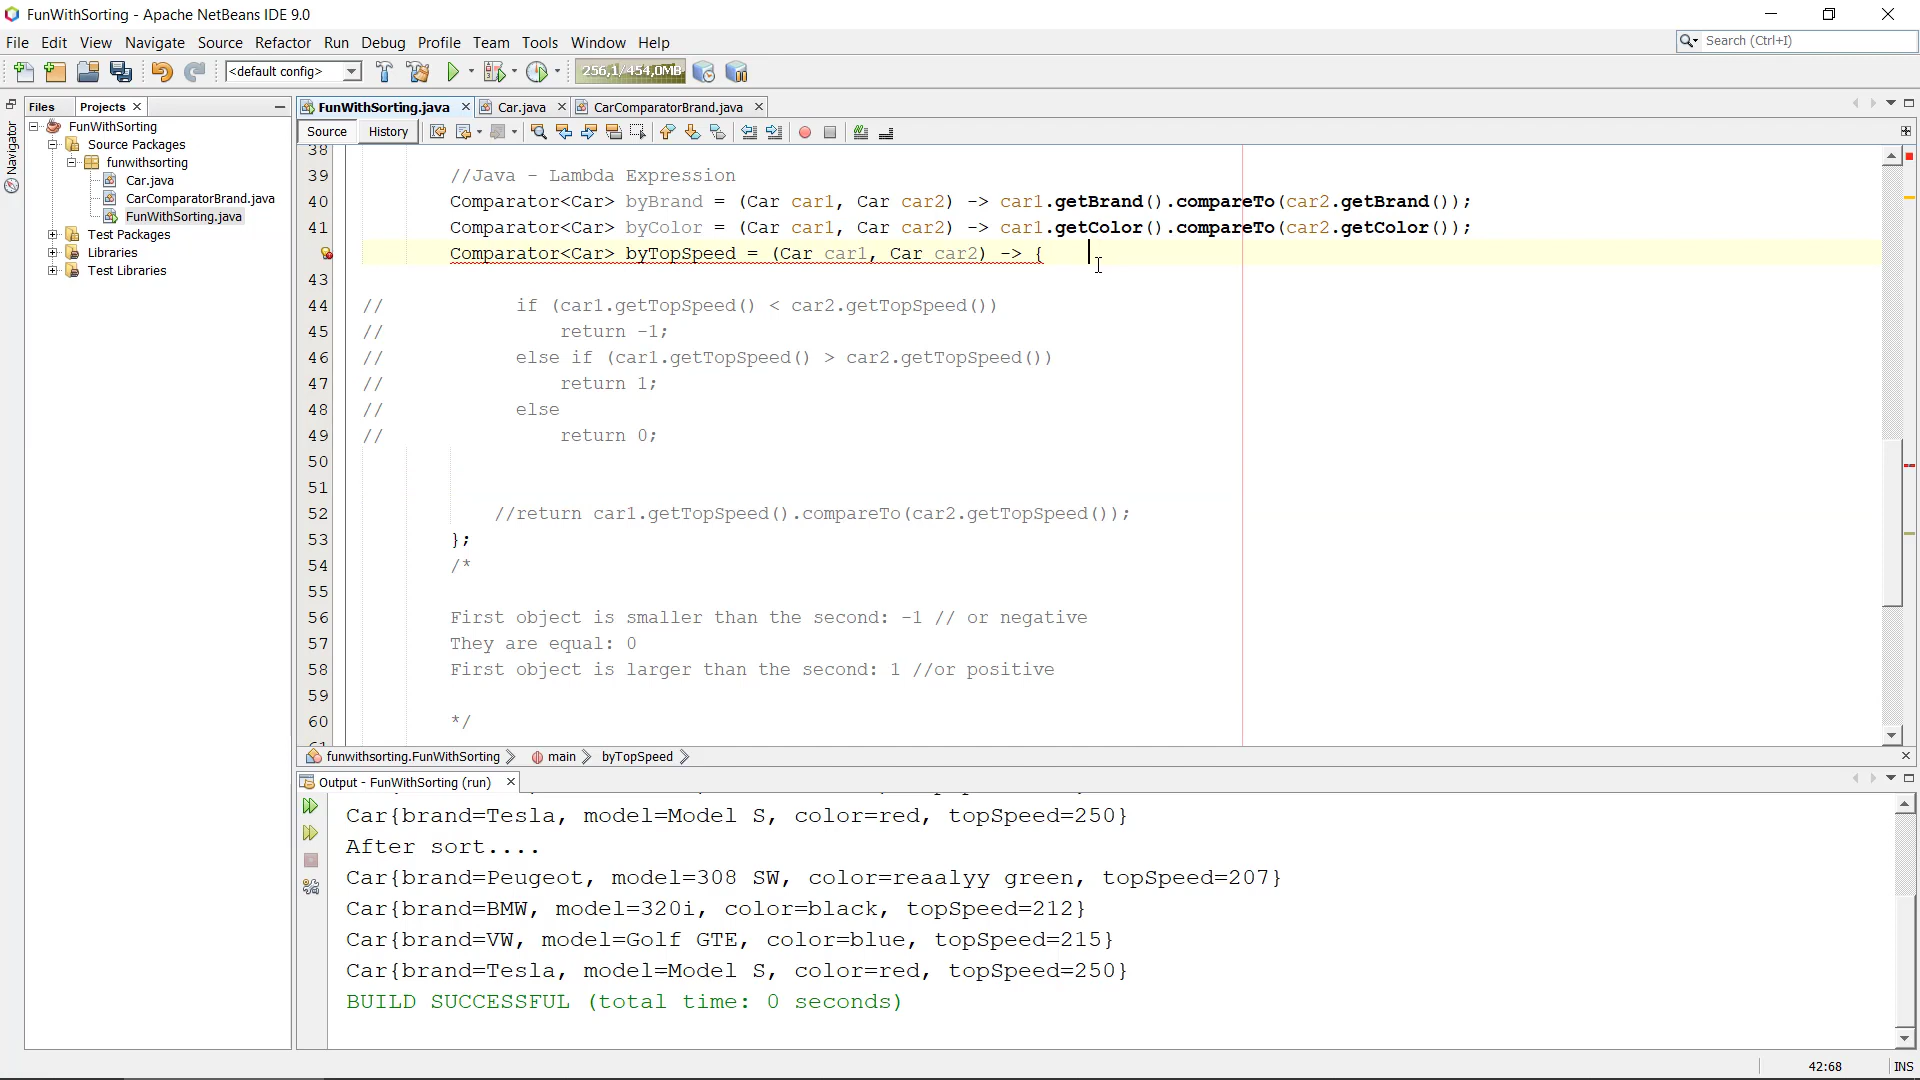 FunWithSorting - Apache NetBeans IDE 9.0
File Edit View Navigate Source Refactor Run Debug Profile Team Tools Window Help
Search (Ctrl+I)
<default config>
256,1/454,0MB
Files Projects
FunWithSorting.java Car.java CarComparatorBrand.java
Navigator
FunWithSorting
Source Packages
funwithsorting
Car.java
CarComparatorBrand.java
FunWithSorting.java
Test Packages
Libraries
Test Libraries
Source History
38
39 //Java - Lambda Expression
40 Comparator<Car> byBrand = (Car car1, Car car2) -> car1.getBrand().compareTo(car2.getBrand());
41 Comparator<Car> byColor = (Car car1, Car car2) -> car1.getColor().compareTo(car2.getColor());
Comparator<Car> byTopSpeed = (Car car1, Car car2) -> {
43
44 // if (car1.getTopSpeed() < car2.getTopSpeed())
45 // return -1;
46 // else if (car1.getTopSpeed() > car2.getTopSpeed())
47 // return 1;
48 // else
49 // return 0;
50
51
52 //return car1.getTopSpeed().compareTo(car2.getTopSpeed());
53 };
54 /*
55
56 First object is smaller than the second: -1 // or negative
57 They are equal: 0
58 First object is larger than the second: 1 //or positive
59
60 */
funwithsorting.FunWithSorting main byTopSpeed
Output - FunWithSorting (run)
Car{brand=Tesla, model=Model S, color=red, topSpeed=250}
After sort....
Car{brand=Peugeot, model=308 SW, color=reaalyy green, topSpeed=207}
Car{brand=BMW, model=320i, color=black, topSpeed=212}
Car{brand=VW, model=Golf GTE, color=blue, topSpeed=215}
Car{brand=Tesla, model=Model S, color=red, topSpeed=250}
BUILD SUCCESSFUL (total time: 0 seconds)
42:68 INS